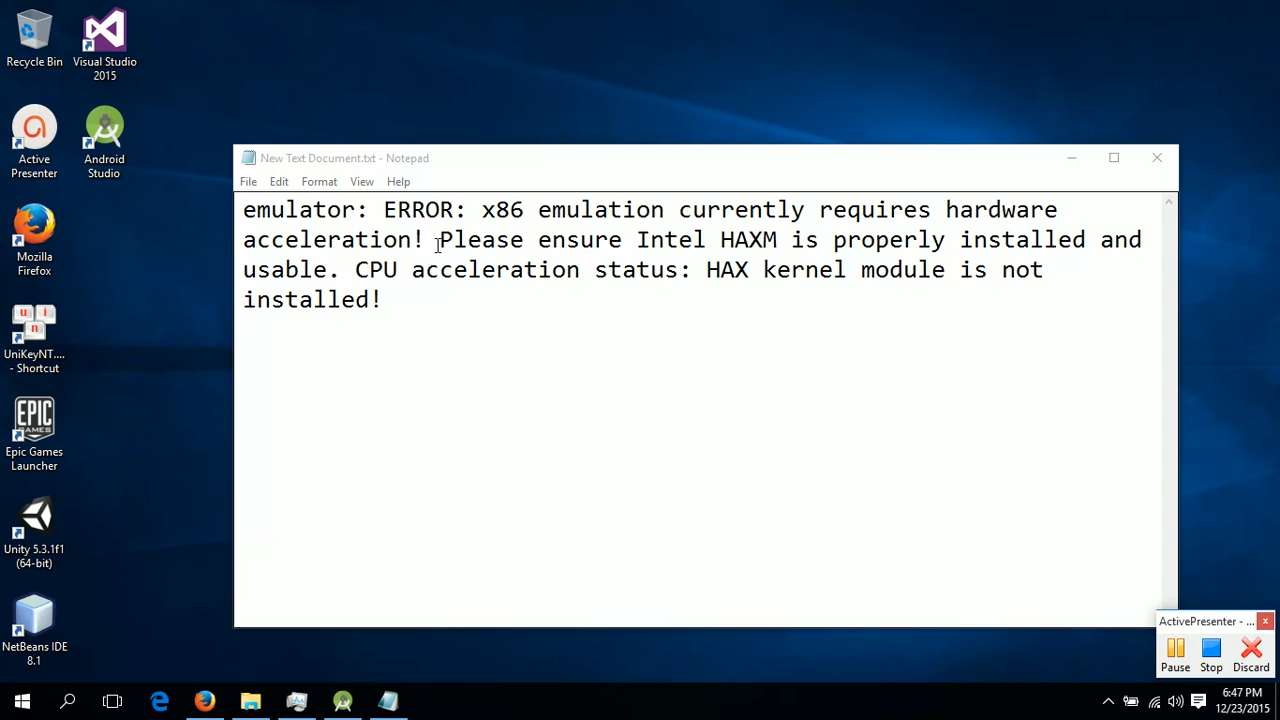 Recycle Bin
Visual Studio
2015
Active
Presenter
Android
Studio
Mozilla
Firefox
u i
n
UniKeyNT....
- Shortcut
EPIC
GAMES
Epic Games
Launcher
Unity 5.3.1f1
(64-bit)
NetBeans IDE
8.1
New Text Document.txt - Notepad
File Edit Format View Help
emulator: ERROR: x86 emulation currently requires hardware
acceleration! Please ensure Intel HAXM is properly installed and
usable. CPU acceleration status: HAX kernel module is not
installed!
ActivePresenter - ...
Pause Stop Discard
6:47 PM
12/23/2015